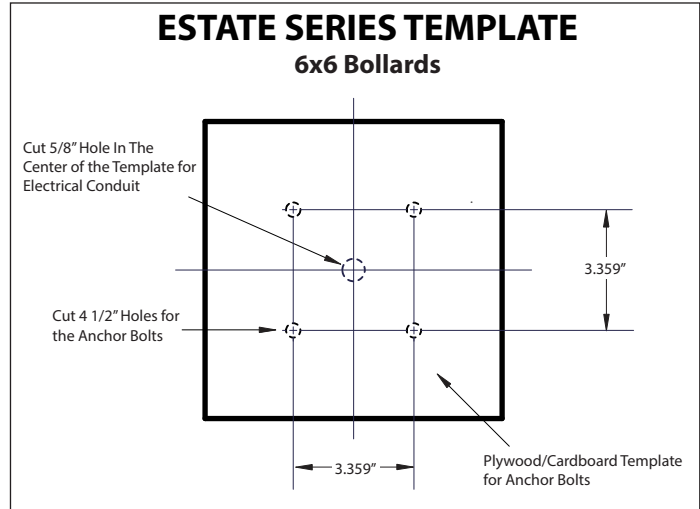 ESTATE SERIES TEMPLATE
6x6 Bollards
Cut 5/8” Hole In The
Center of the Template for
Electrical Conduit
3.359”
Cut 4 1/2” Holes for
the Anchor Bolts
3.359”
Plywood/Cardboard Template
for Anchor Bolts